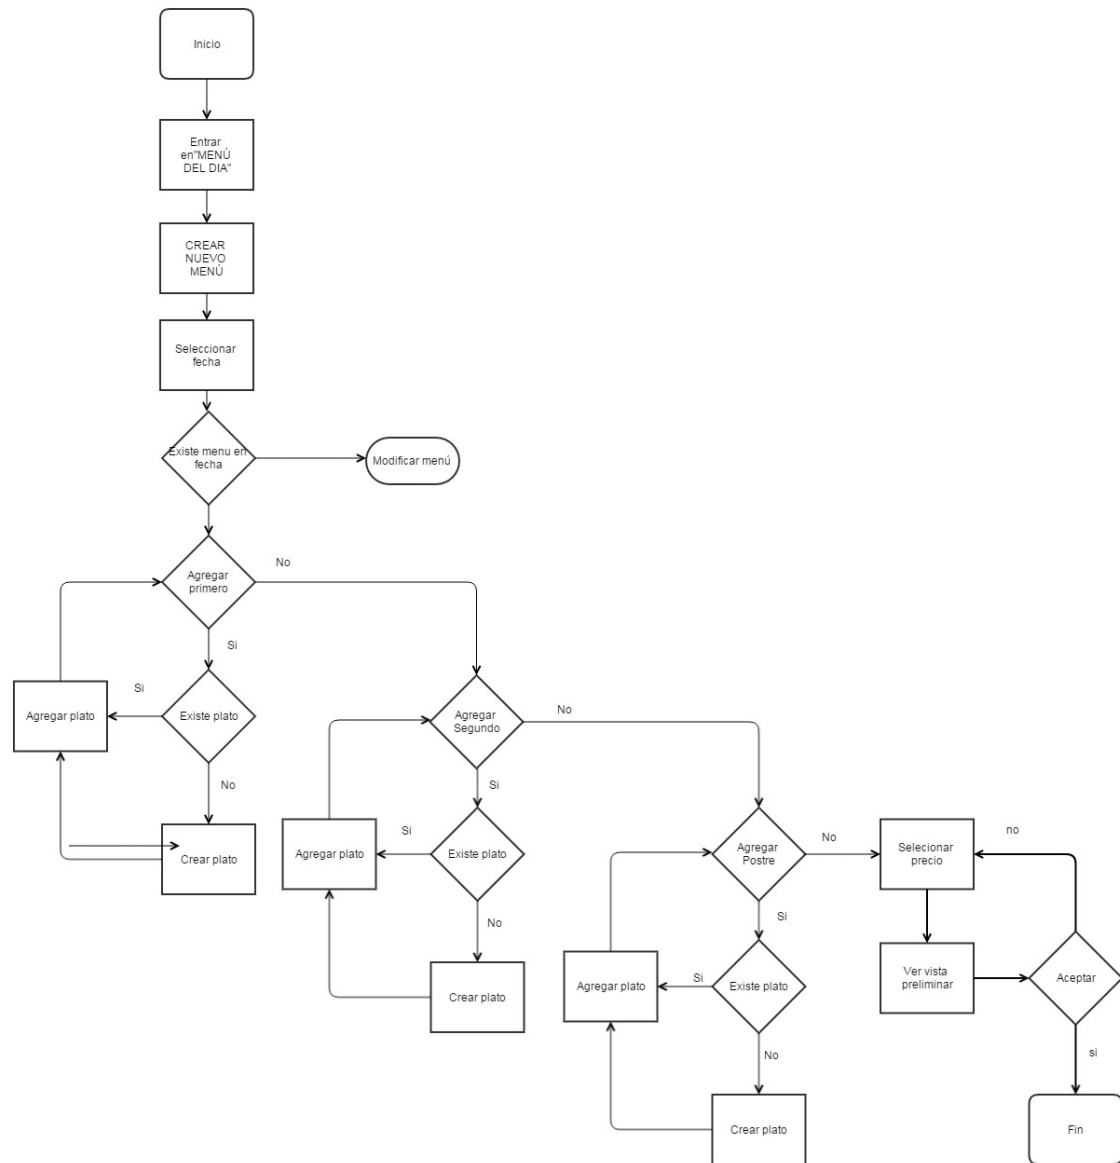 Inicio
Entrar
en"MENÚ
DEL DIA"
CREAR
NUEVO
MENÚ
Seleccionar
fecha
Existe menu en
fecha
Modificar menú
Agregar
primero
No
Si
Agregar plato
Si
Existe plato
No
Crear plato
Agregar
Segundo
No
Si
Agregar plato
Si
Existe plato
No
Crear plato
Agregar
Postre
No
Si
Agregar plato
Si
Existe plato
No
Crear plato
Selecionar
precio
no
Ver vista
preliminar
Aceptar
si
Fin